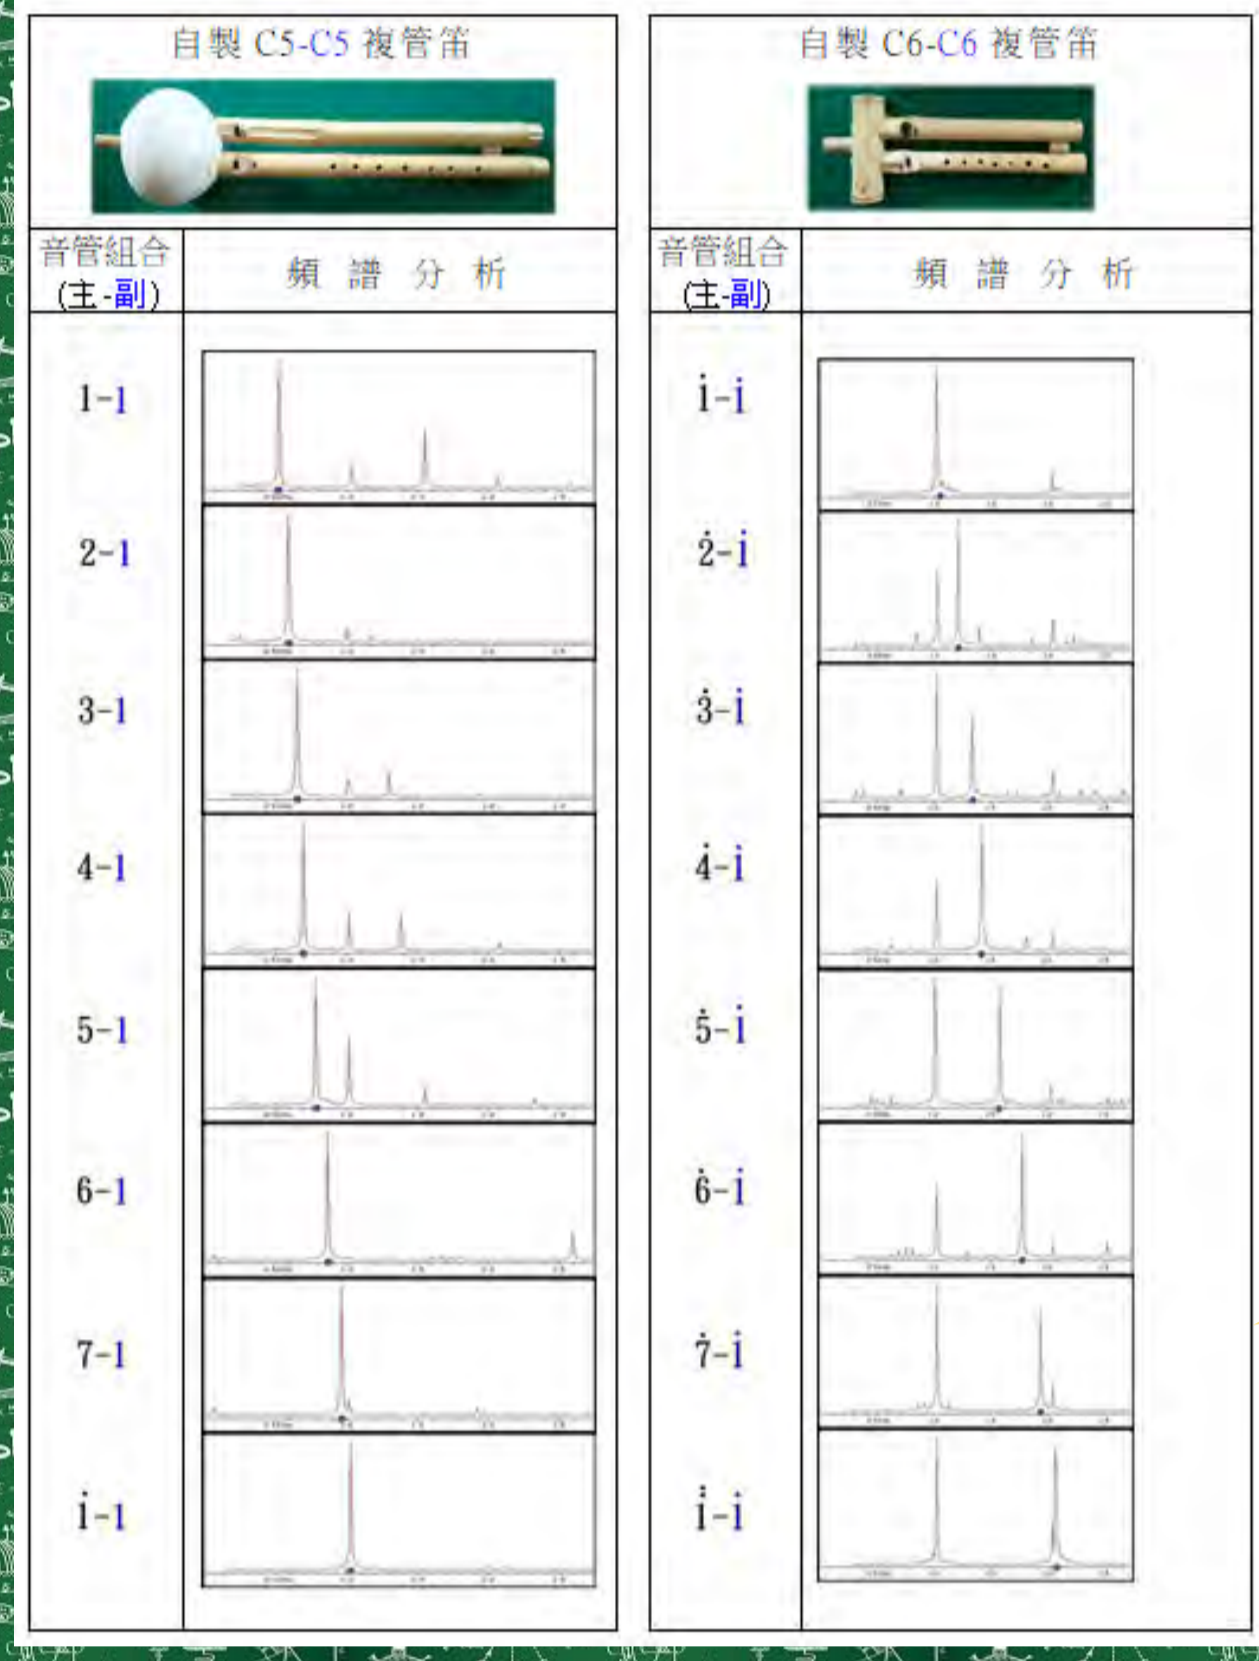 自製 C5-C5 複管笛
音管組合
(主-副)
頻 譜 分 析
1-1
2-1
3-1
4-1
5-1
6-1
7-1
i-1
自製 C6-C6 複管笛
音管組合
(主-副)
頻 譜 分 析
i̇-i̇
2̇-i̇
3̇-i̇
4̇-i̇
5̇-i̇
6̇-i̇
7̇-i̇
ï-i̇